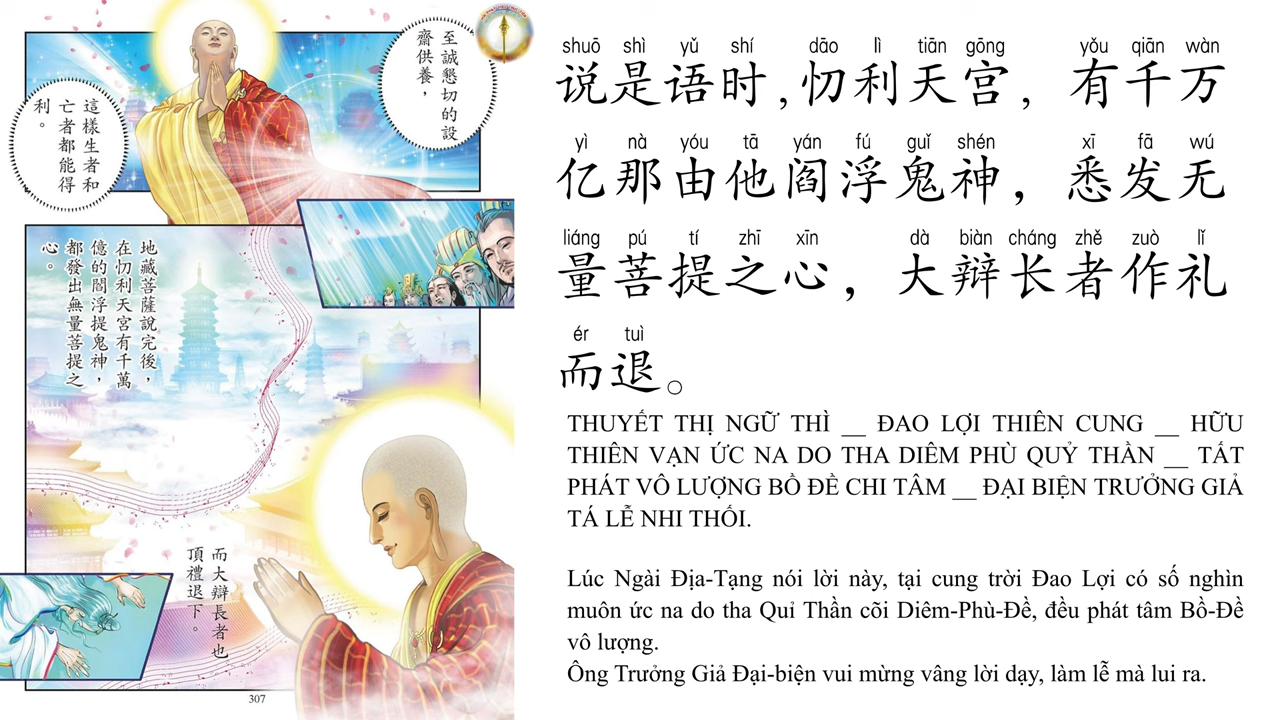 至誠懇切的設
齋供養，
這樣生者和
亡者都能得
利。
地藏菩薩說完後，
在忉利天宮有千萬
億的閻浮提鬼神，
都發出無量菩提之
心。
而大辯長者也
頂禮退下。
307
shuō shì yǔ shí dāo lì tiān gōng yǒu qiān wàn
说是语时，忉利天宫，有千万
yì nà yóu tā yán fú guǐ shén xī fā wú
亿那由他阎浮鬼神，悉发无
liáng pú tí zhī xīn dà biàn cháng zhě zuò lǐ
量菩提之心，大辩长者作礼
ér tuì
而退。
THUYẾT THỊ NGỮ THÌ __ ĐAO LỢI THIÊN CUNG __ HỮU
THIÊN VẠN ỨC NA DO THA DIÊM PHÙ QUỶ THẦN __ TẤT
PHÁT VÔ LƯỢNG BỒ ĐỀ CHI TÂM __ ĐẠI BIỆN TRƯỞNG GIẢ
TÁ LỄ NHI THỐI.
Lúc Ngài Địa-Tạng nói lời này, tại cung trời Đao Lợi có số nghìn
muôn ức na do tha Quỉ Thần cõi Diêm-Phù-Đề, đều phát tâm Bồ-Đề
vô lượng.
Ông Trưởng Giả Đại-biện vui mừng vâng lời dạy, làm lễ mà lui ra.